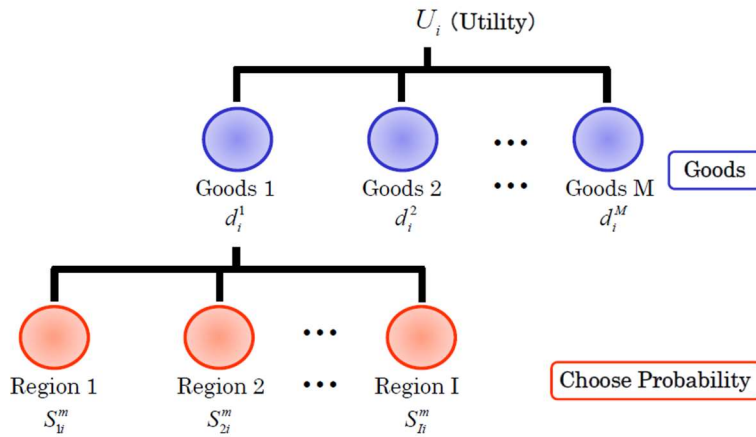 U_i (Utility)
Goods 1 Goods 2 ••• ••• Goods M
Goods
d_i^1 d_i^2 d_i^M
Region 1 Region 2 ••• ••• Region I
Choose Probability
S_{1i}^m S_{2i}^m S_{Ii}^m